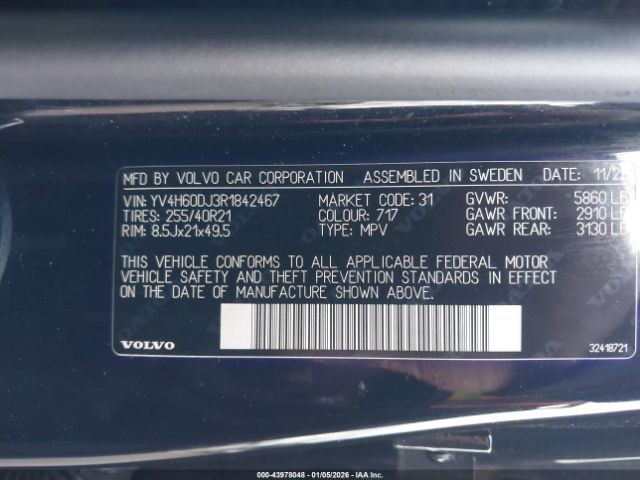 MFD BY VOLVO CAR CORPORATION ASSEMBLED IN SWEDEN DATE: 11/2
VIN: YV4H60DJ3R1842467 MARKET CODE: 31 GVWR: 5860 LB
TIRES: 255/40R21 COLOUR: 717 GAWR FRONT: 2910 LB
RIM: 8.5Jx21x49.5 TYPE: MPV GAWR REAR: 3130 LB
THIS VEHICLE CONFORMS TO ALL APPLICABLE FEDERAL MOTOR
VEHICLE SAFETY AND THEFT PREVENTION STANDARDS IN EFFECT
ON THE DATE OF MANUFACTURE SHOWN ABOVE.
VOLVO 32418721
000-43978048 - 01/05/2026 - IAA Inc.